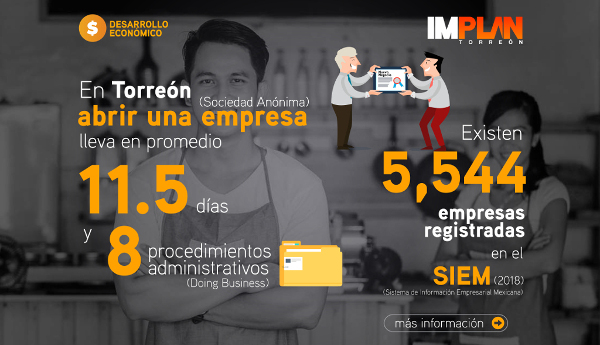 DESARROLLO
ECONÓMICO
IMPLAN
TORREÓN
En Torreón (Sociedad Anónima)
abrir una empresa
lleva en promedio
11.5 días
y 8 procedimientos
administrativos
(Doing Business)
Existen
5,544
empresas
registradas
en el
SIEM (2018)
(Sistema de Información Empresarial Mexicana)
más información